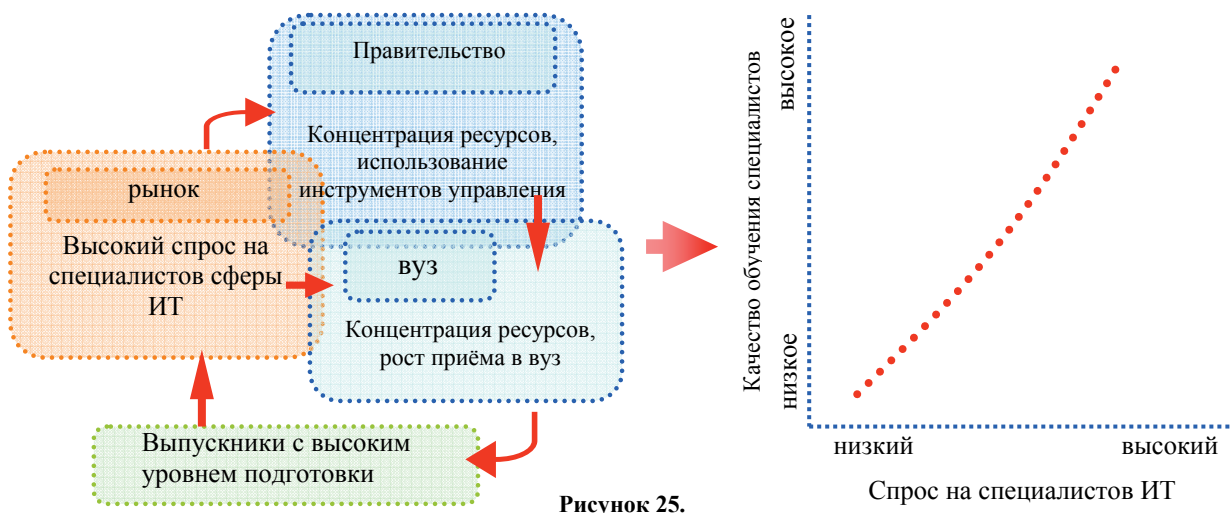 Правительство
Концентрация ресурсов,
использование
инструментов управления
рынок
Высокий спрос на
специалистов сферы
ИТ
вуз
Концентрация ресурсов,
рост приёма в вуз
Выпускники с высоким
уровнем подготовки
Рисунок 25.
Качество обучения специалистов
высокое
низкое
низкий
высокий
Спрос на специалистов ИТ